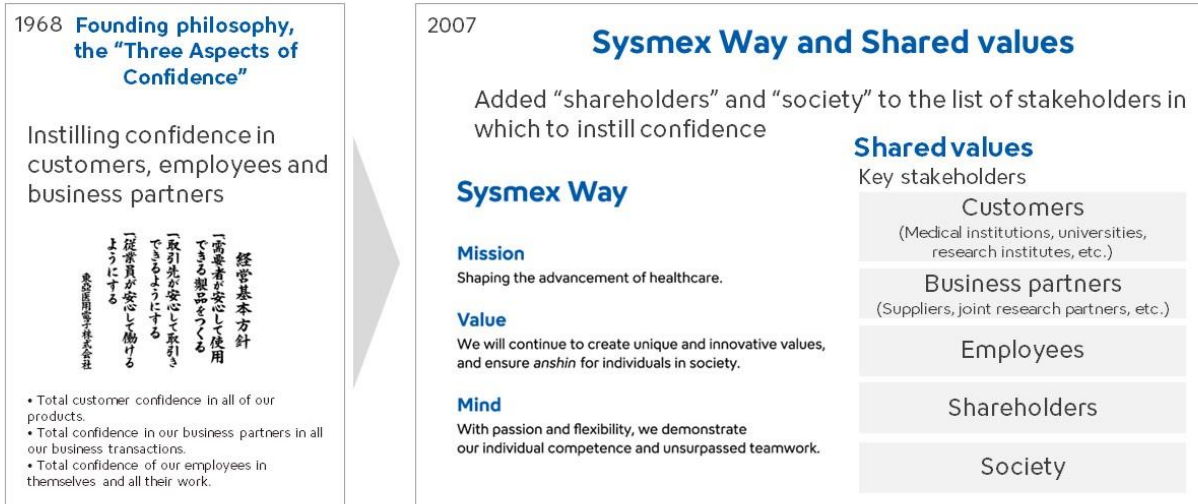 1968 Founding philosophy,
the “Three Aspects of
Confidence”
Instilling confidence in
customers, employees and
business partners
経営基本方針
一、需要者が安心して使用
できる製品をつくる
一、取引先が安心して取引き
できるようにする
一、従業員が安心して働ける
ようにする
東亞医用電子株式会社
• Total customer confidence in all of our
products.
• Total confidence in our business partners in all
our business transactions.
• Total confidence of our employees in
themselves and all their work.
2007
Sysmex Way and Shared values
Added “shareholders” and “society” to the list of stakeholders in
which to instill confidence
Sysmex Way
Mission
Shaping the advancement of healthcare.
Value
We will continue to create unique and innovative values,
and ensure anshin for individuals in society.
Mind
With passion and flexibility, we demonstrate
our individual competence and unsurpassed teamwork.
Shared values
Key stakeholders
Customers
(Medical institutions, universities,
research institutes, etc.)
Business partners
(Suppliers, joint research partners, etc.)
Employees
Shareholders
Society